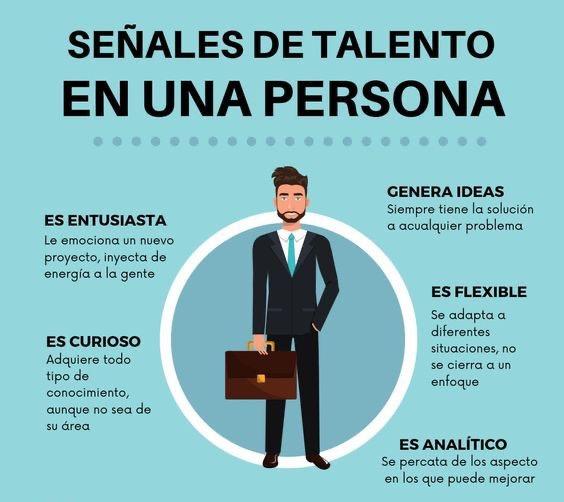 SEÑALES DE TALENTO
EN UNA PERSONA
ES ENTUSIASTA
Le emociona un nuevo
proyecto, inyecta de
energía a la gente
ES CURIOSO
Adquiere todo
tipo de
conocimiento,
aunque no sea de
su área
GENERA IDEAS
Siempre tiene la solución
a acualquier problema
ES FLEXIBLE
Se adapta a
diferentes
situaciones, no
se cierra a un
enfoque
ES ANALÍTICO
Se percata de los aspecto
en los que puede mejorar